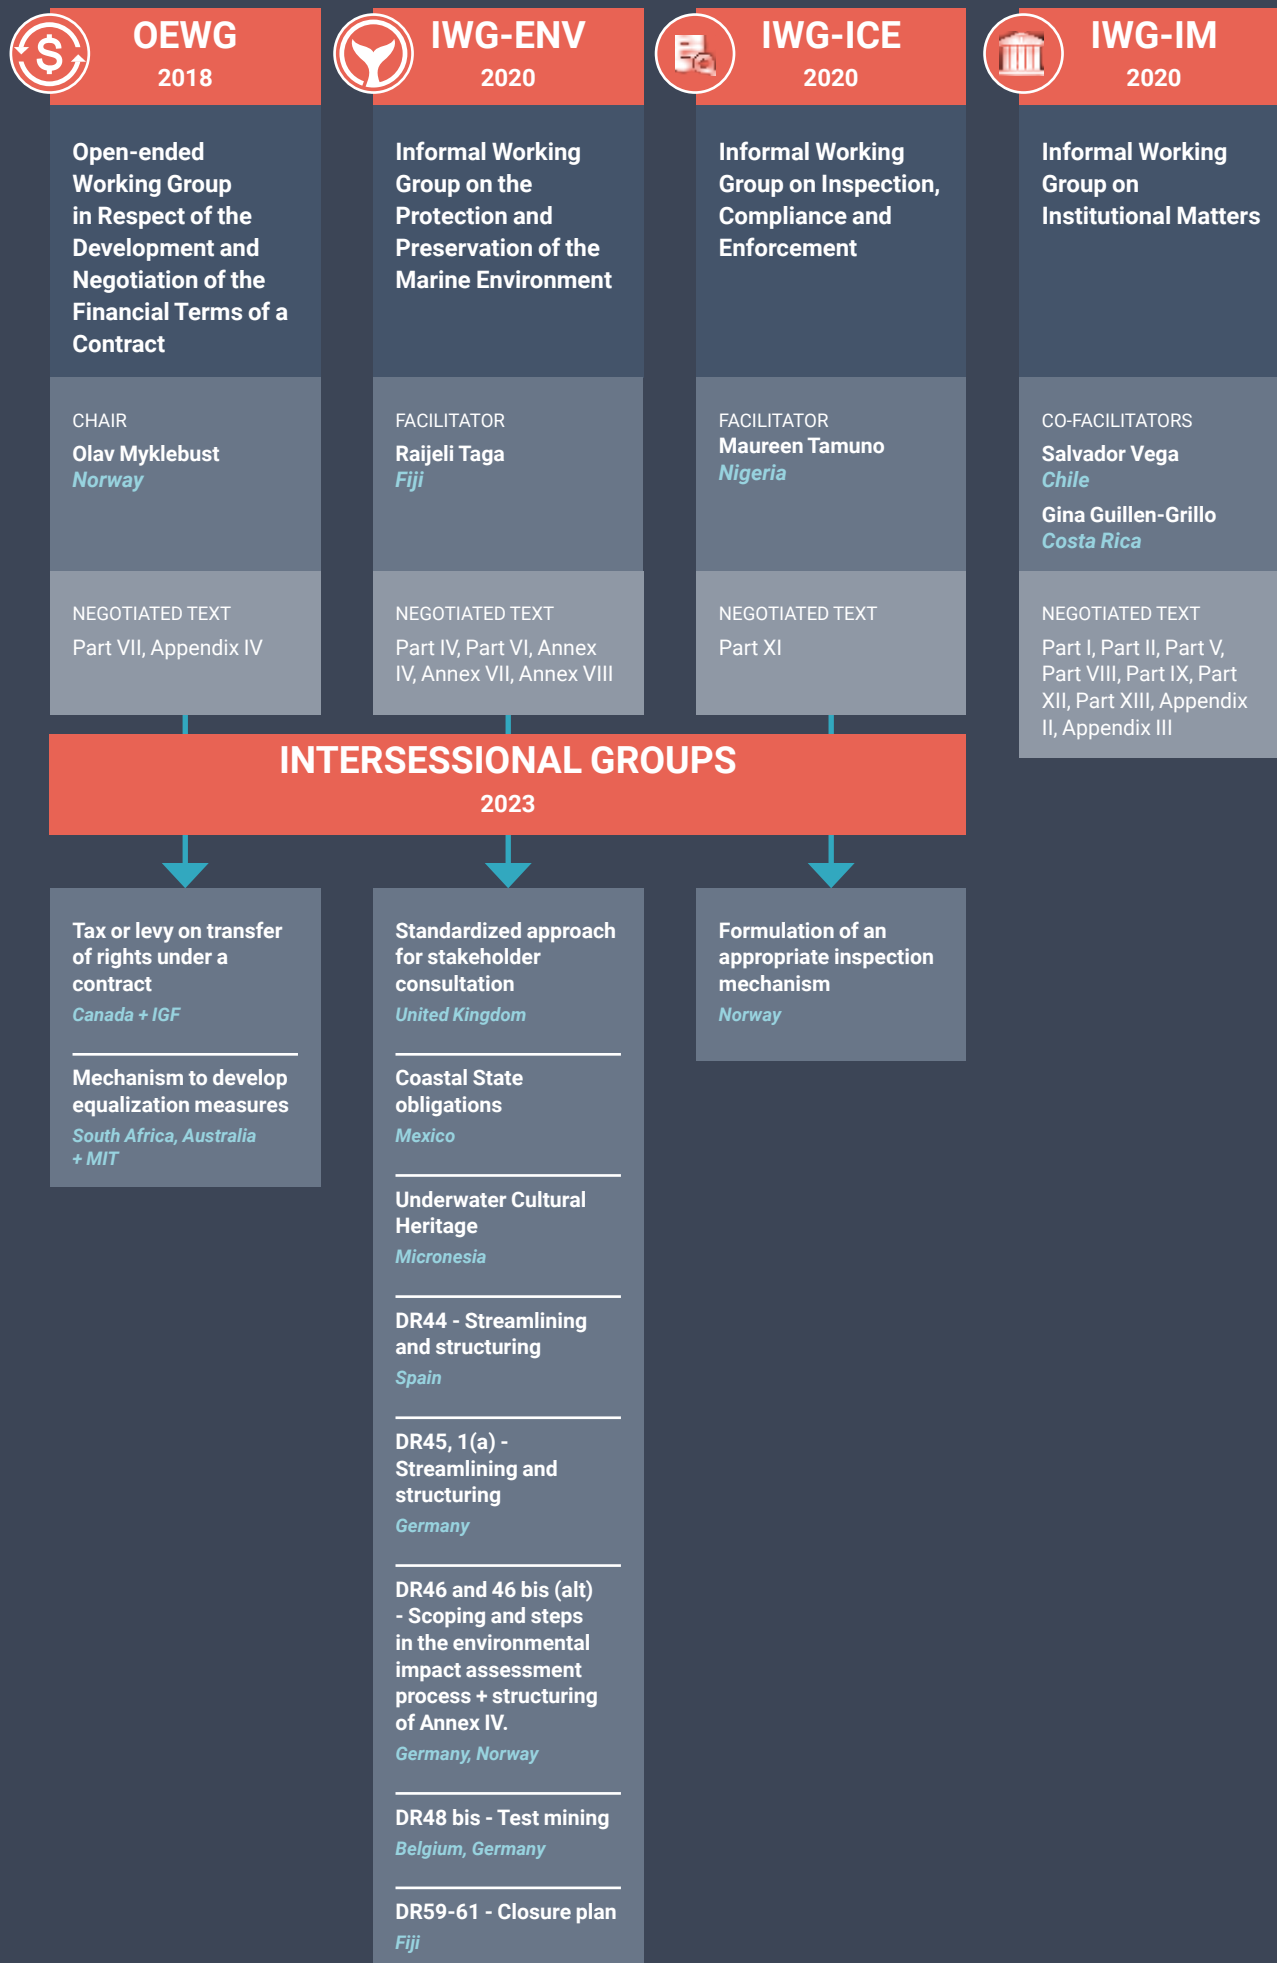 OEWG
2018
Open-ended
Working Group
in Respect of the
Development and
Negotiation of the
Financial Terms of a
Contract
CHAIR
Olav Myklebust
Norway
NEGOTIATED TEXT
Part VII, Appendix IV
IWG-ENV
2020
Informal Working
Group on the
Protection and
Preservation of the
Marine Environment
FACILITATOR
Raijeli Taga
Fiji
NEGOTIATED TEXT
Part IV, Part VI, Annex
IV, Annex VII, Annex VIII
IWG-ICE
2020
Informal Working
Group on Inspection,
Compliance and
Enforcement
FACILITATOR
Maureen Tamuno
Nigeria
NEGOTIATED TEXT
Part XI
IWG-IM
2020
Informal Working
Group on
Institutional Matters
CO-FACILITATORS
Salvador Vega
Chile
Gina Guillen-Grillo
Costa Rica
NEGOTIATED TEXT
Part I, Part II, Part V,
Part VIII, Part IX, Part
XII, Part XIII, Appendix
II, Appendix III
INTERSESSIONAL GROUPS
2023
Tax or levy on transfer
of rights under a
contract
Canada + IGF
Mechanism to develop
equalization measures
South Africa, Australia
+ MIT
Standardized approach
for stakeholder
consultation
United Kingdom
Coastal State
obligations
Mexico
Underwater Cultural
Heritage
Micronesia
DR44 - Streamlining
and structuring
Spain
DR45, 1(a) -
Streamlining and
structuring
Germany
DR46 and 46 bis (alt)
- Scoping and steps
in the environmental
impact assessment
process + structuring
of Annex IV.
Germany, Norway
DR48 bis - Test mining
Belgium, Germany
DR59-61 - Closure plan
Fiji
Formulation of an
appropriate inspection
mechanism
Norway